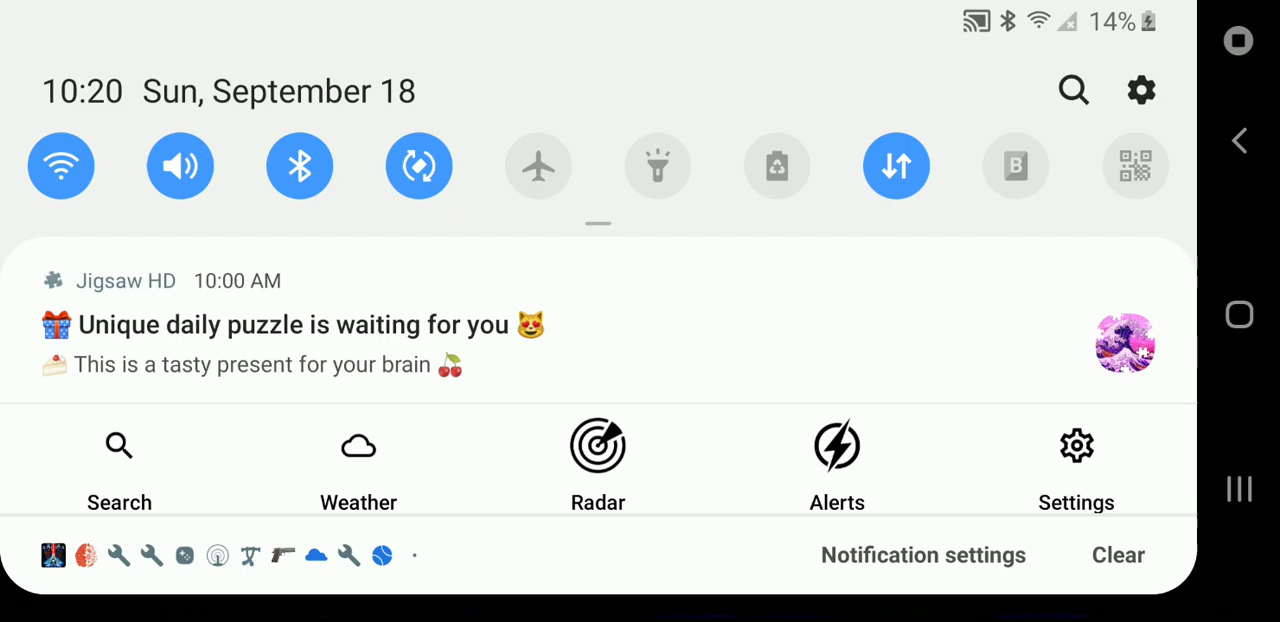 14%
10:20 Sun, September 18
B
Jigsaw HD 10:00 AM
🎁 Unique daily puzzle is waiting for you 😻
🍰 This is a tasty present for your brain 🍒
Search Weather Radar Alerts Settings
Notification settings Clear